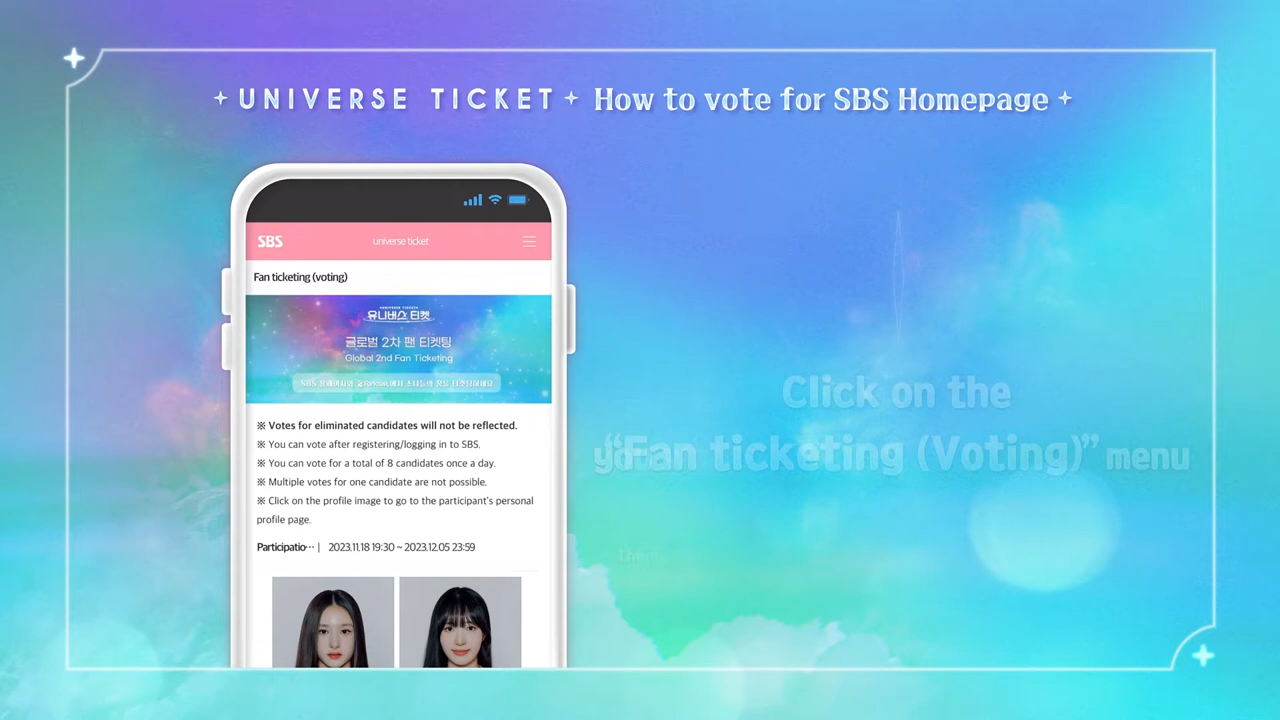 UNIVERSE TICKET How to vote for SBS Homepage
SBS universe ticket
Fan ticketing (voting)
유니버스 티켓
글로벌 2차 팬 티켓팅
Global 2nd Fan Ticketing
※ Votes for eliminated candidates will not be reflected.
※ You can vote after registering/logging in to SBS.
※ You can vote for a total of 8 candidates once a day.
※ Multiple votes for one candidate are not possible.
※ Click on the profile image to go to the participant's personal
profile page.
Participatio··· | 2023.11.18 19:30 ~ 2023.12.05 23:59
Click on the
“Fan ticketing (Voting)” menu